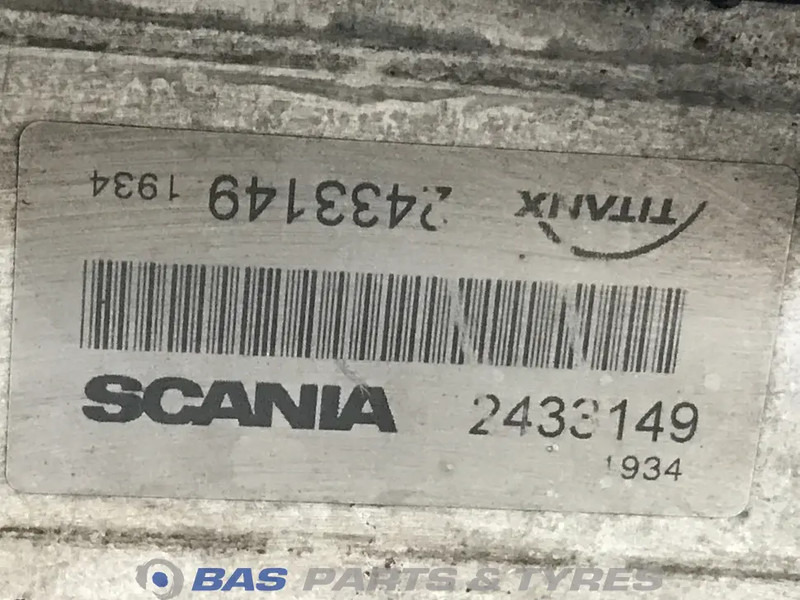 TITANX 2433149 1934
SCANIA 2433149
1934
BAS PARTS & TYRES